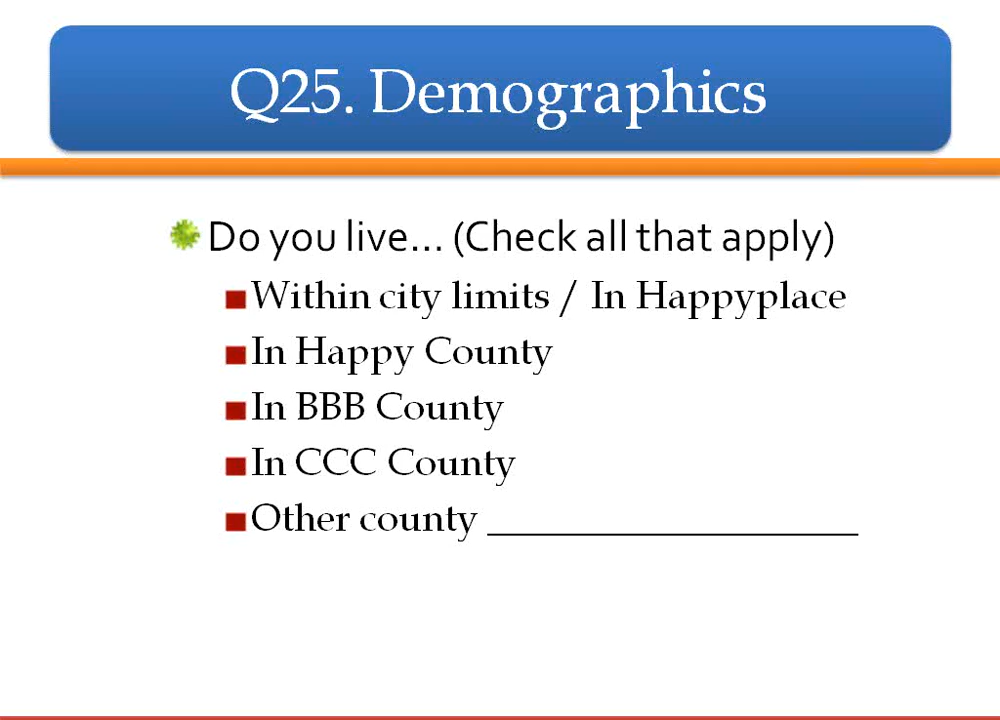 Q25. Demographics
Do you live... (Check all that apply)
Within city limits / In Happyplace
In Happy County
In BBB County
In CCC County
Other county ____________________